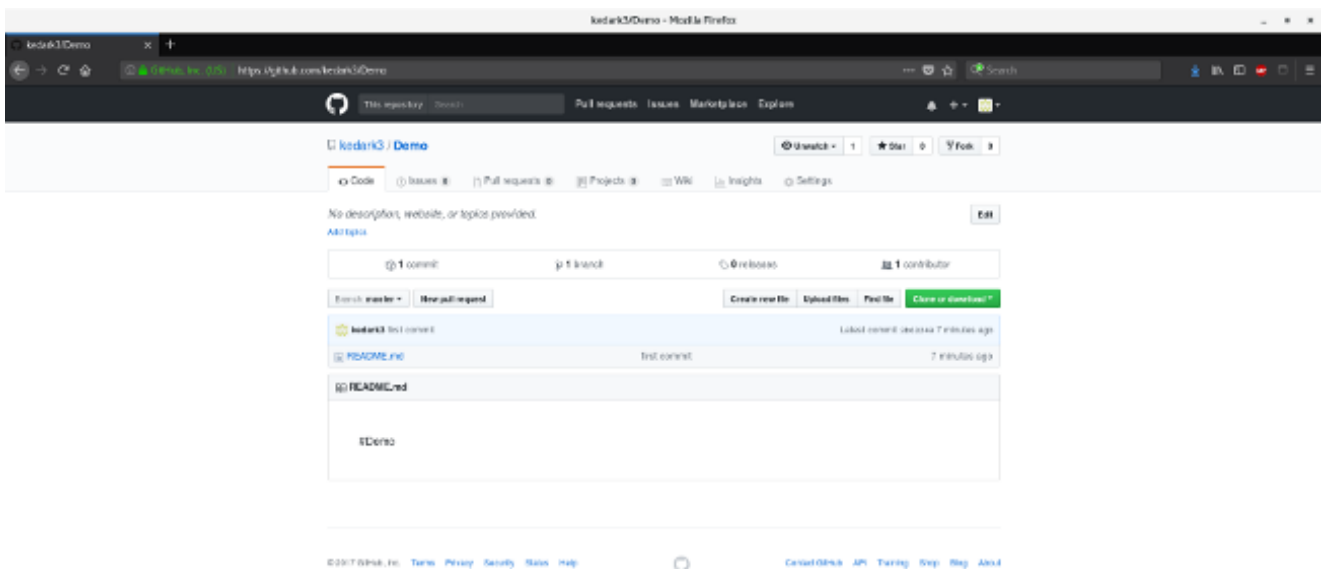 kedark3/Demo - Mozilla Firefox
kedark3/Demo × +
GitHub, Inc. (US) https://github.com/kedark3/Demo Search
This repository Search Pull requests Issues Marketplace Explore
kedark3 / Demo Unwatch 1 Star 0 Fork
Code Issues Pull requests Projects Wiki Insights Settings
No description, website, or topics provided. Edit
Add topics
1 commit 1 branch 0 releases 1 contributor
Branch: master New pull request Create new file Upload files Find file Clone or download
kedark3 first commit Latest commit 7 minutes ago
README.md first commit 7 minutes ago
README.md
#Demo
© 2017 GitHub, Inc. Terms Privacy Security Status Help Contact GitHub API Training Shop Blog About